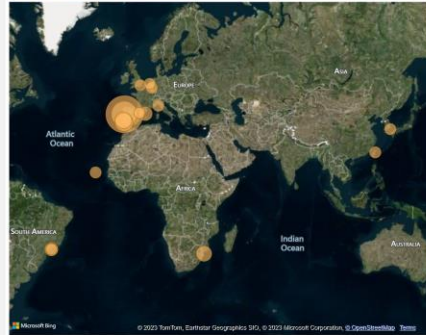 ASIA
EUROPE
Atlantic
Ocean
AFRICA
SOUTH AMERICA
Indian
Ocean
AUSTRALIA
Microsoft Bing
© 2023 TomTom, Earthstar Geographics SIO, © 2023 Microsoft Corporation, © OpenStreetMap Terms